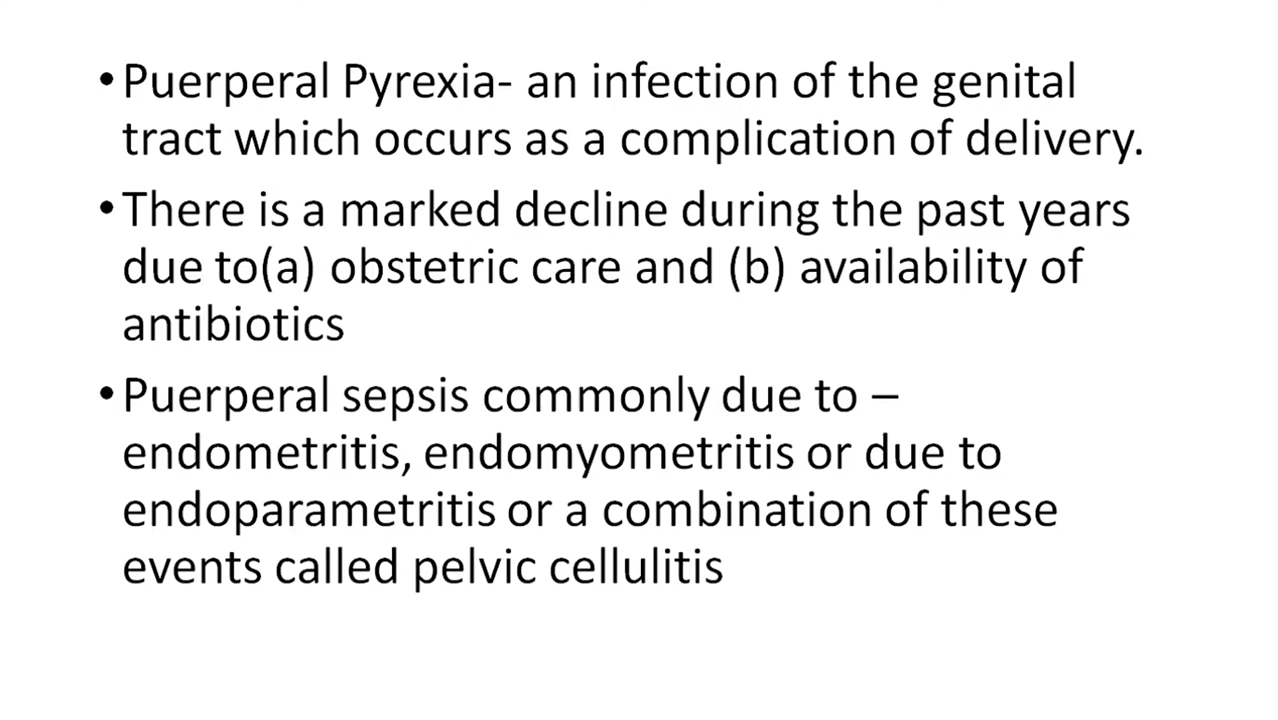 •Puerperal Pyrexia- an infection of the genital
tract which occurs as a complication of delivery.
•There is a marked decline during the past years
due to(a) obstetric care and (b) availability of
antibiotics
•Puerperal sepsis commonly due to –
endometritis, endomyometritis or due to
endoparametritis or a combination of these
events called pelvic cellulitis